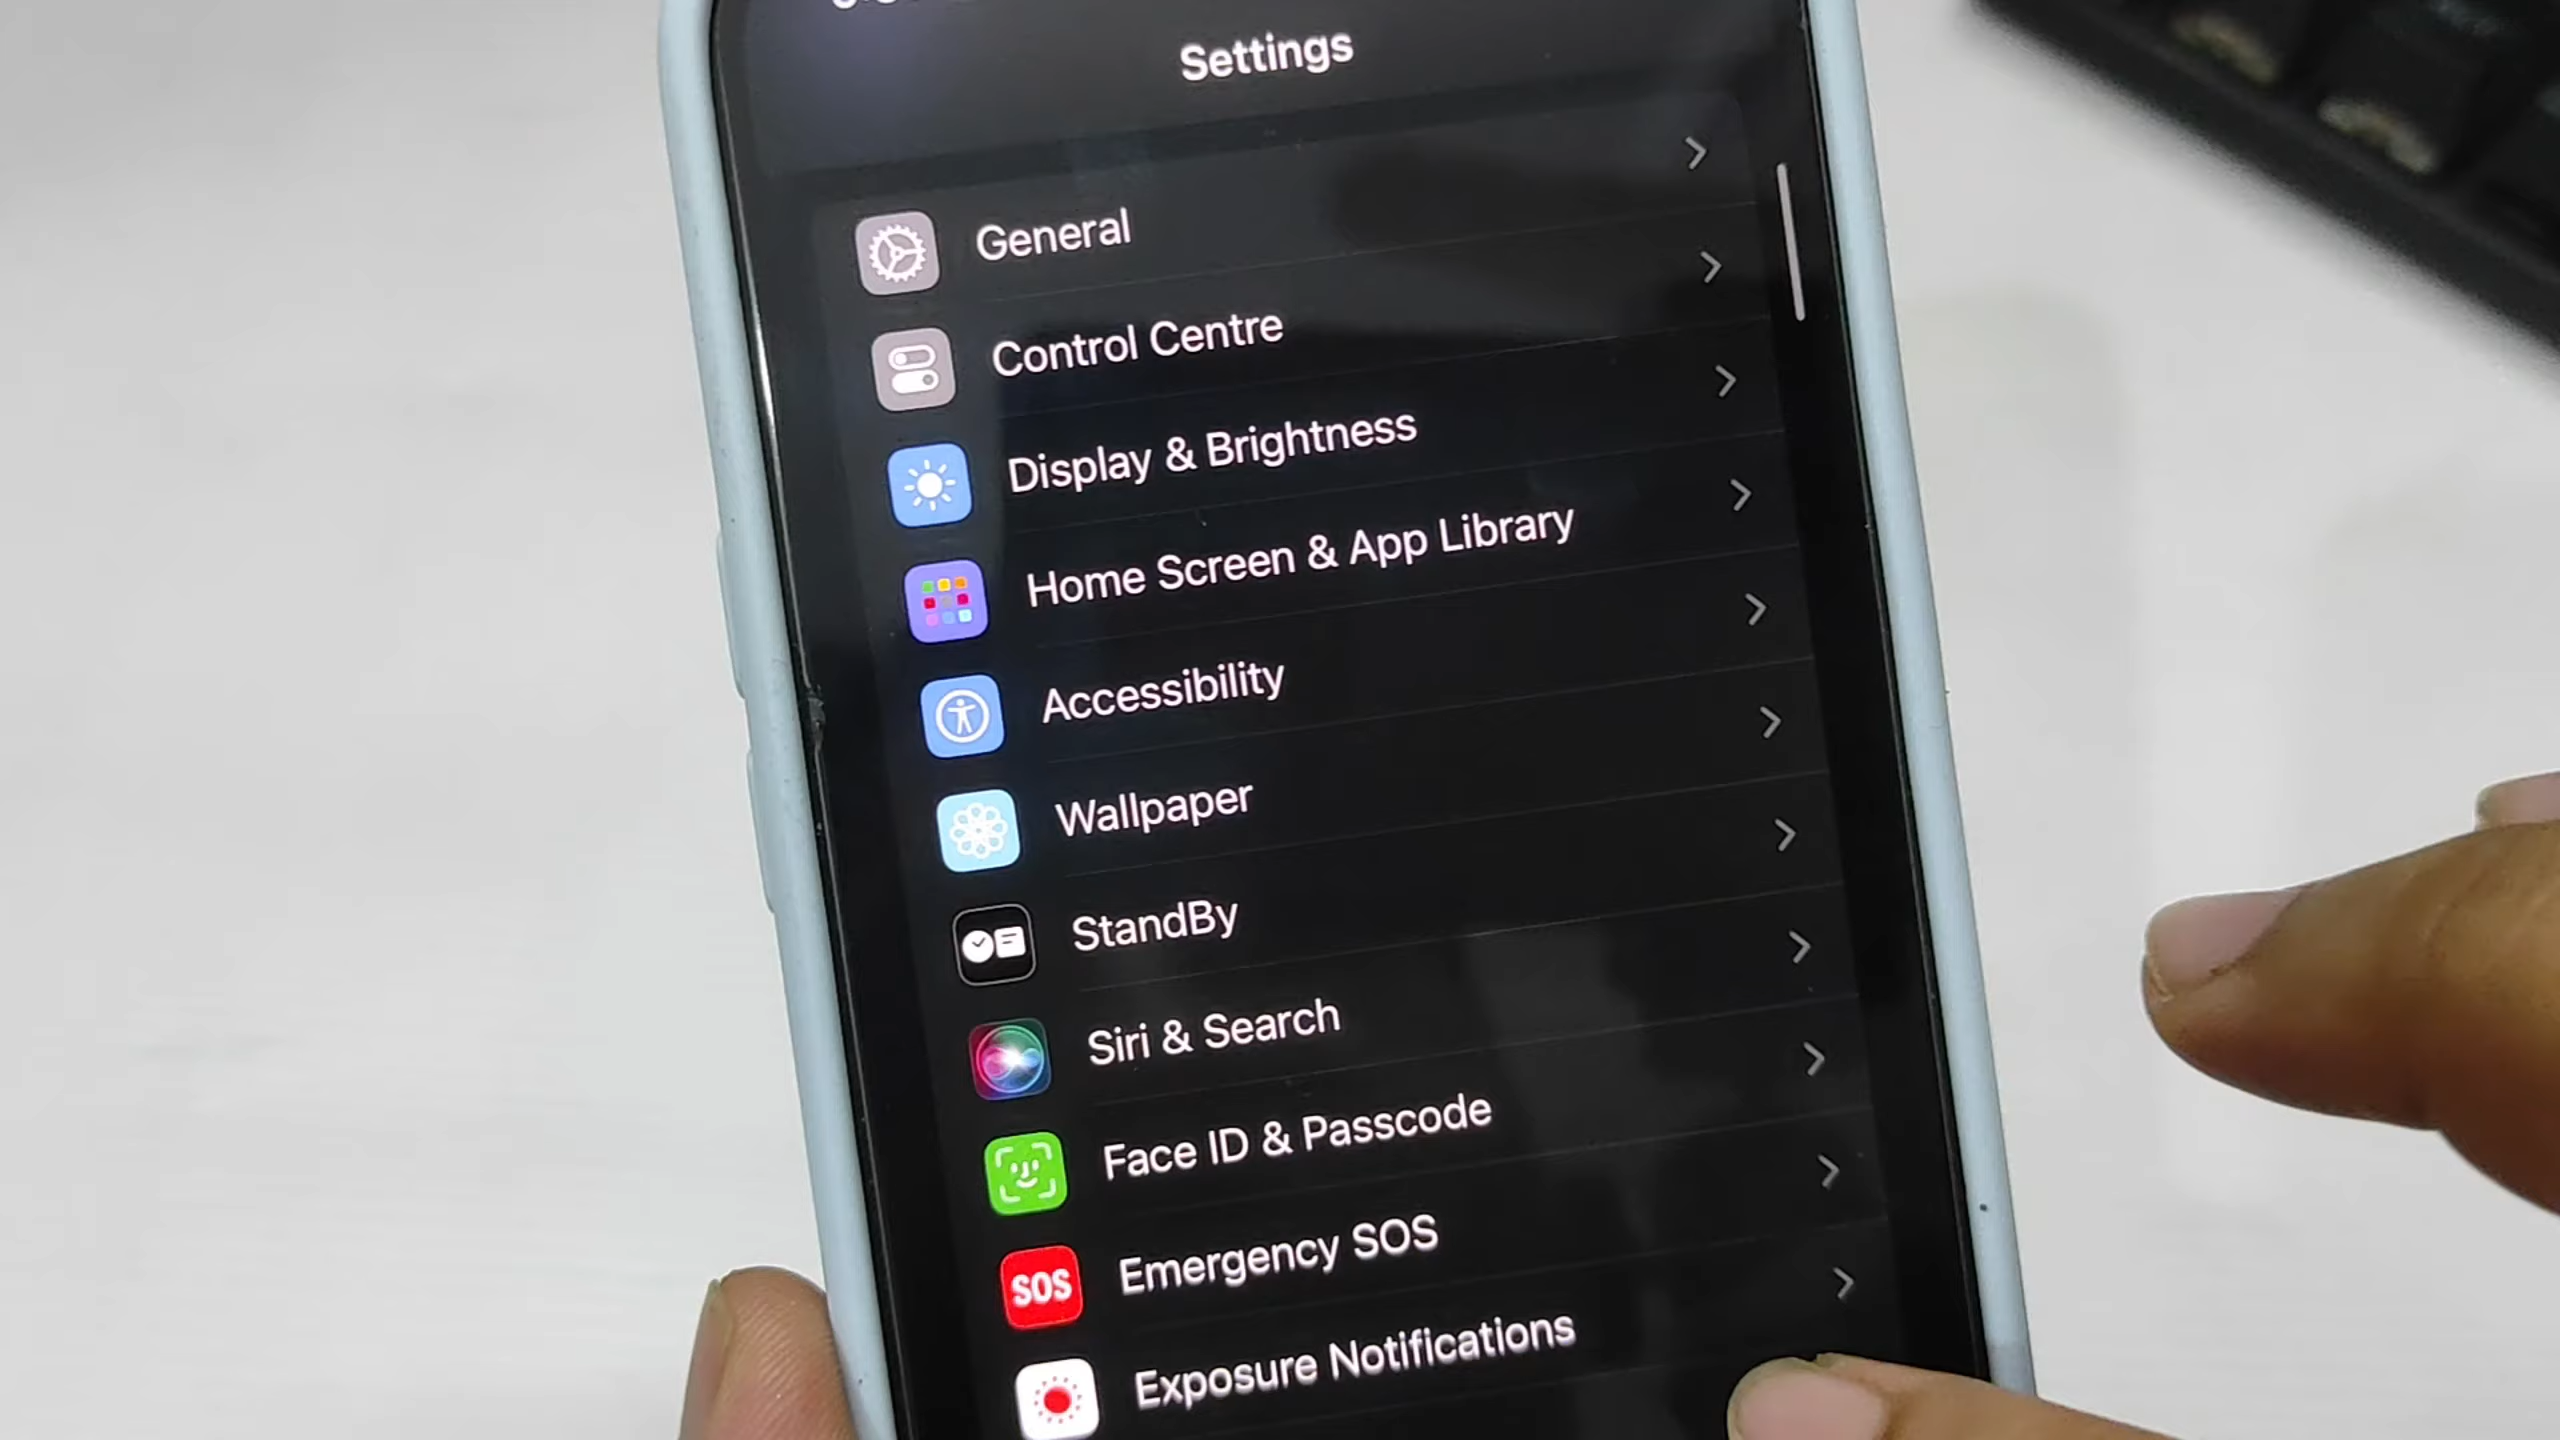 Settings
General
Control Centre
Display & Brightness
Home Screen & App Library
Accessibility
Wallpaper
StandBy
Siri & Search
Face ID & Passcode
SOS
Emergency SOS
Exposure Notifications